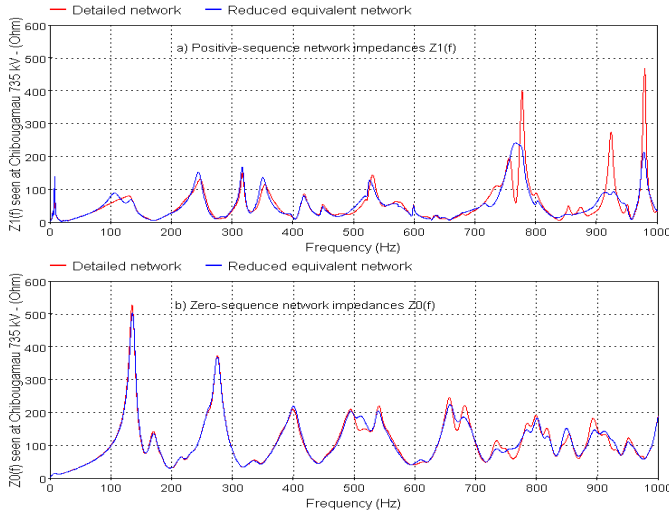 Detailed network Reduced equivalent network
Z1(f) seen at Chibougamau 735 kV - (Ohm)
600
a) Positive-sequence network impedances Z1(f)
500
400
300
200
100
0
0 100 200 300 400 500 600 700 800 900 1000
Frequency (Hz)
Detailed network Reduced equivalent network
Z0(f) seen at Chibougamau 735 kV - (Ohm)
600
b) Zero-sequence network impedances Z0(f)
500
400
300
200
100
0
0 100 200 300 400 500 600 700 800 900 1000
Frequency (Hz)